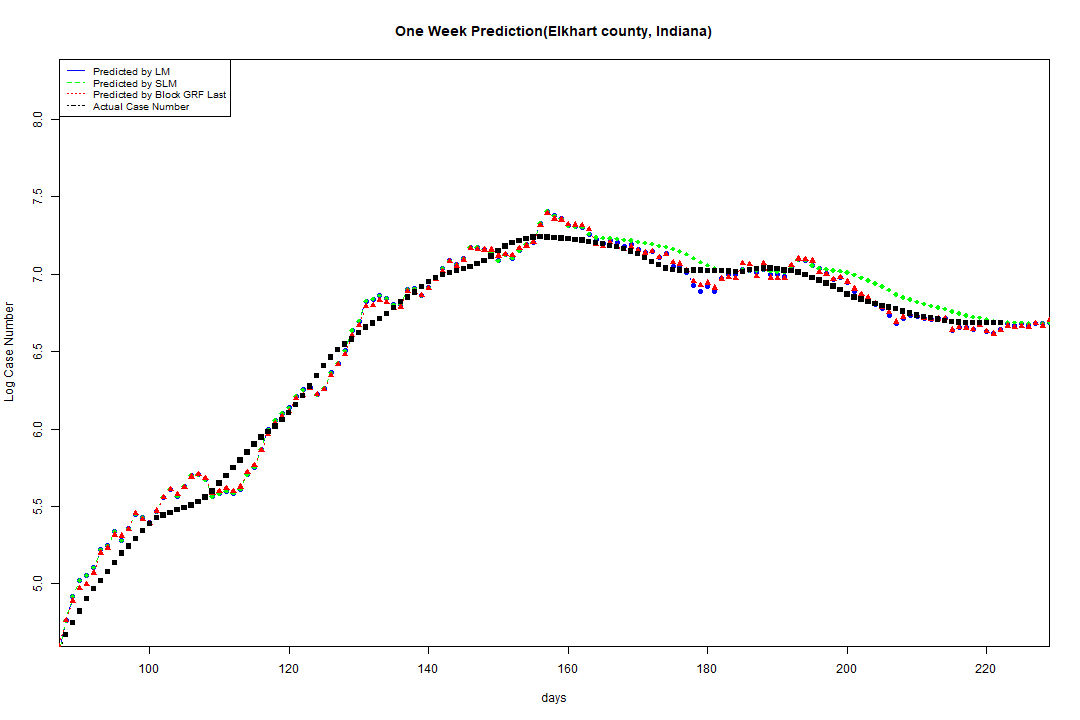 One Week Prediction(Elkhart county, Indiana)
Predicted by LM
Predicted by SLM
Predicted by Block GRF Last
Actual Case Number
8.0
7.5
7.0
6.5
6.0
5.5
5.0
Log Case Number
100 120 140 160 180 200 220
days